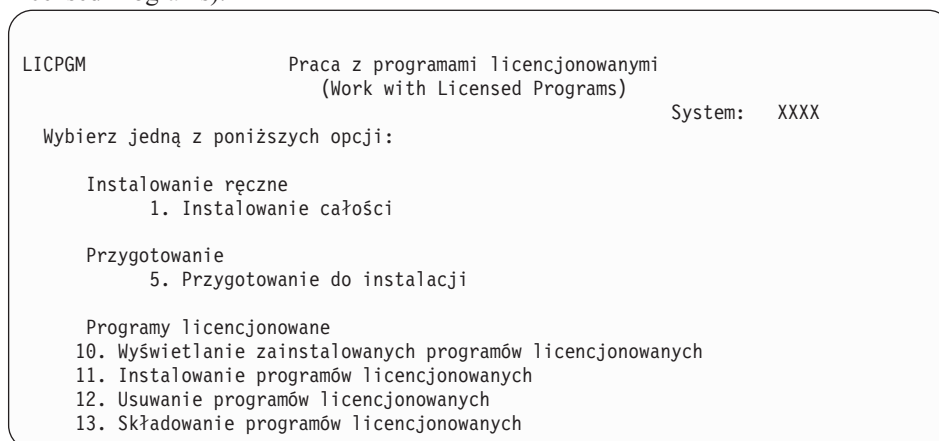 LICPGM Praca z programami licencjonowanymi
(Work with Licensed Programs)
System: XXXX
Wybierz jedną z poniższych opcji:
Instalowanie ręczne
1. Instalowanie całości
Przygotowanie
5. Przygotowanie do instalacji
Programy licencjonowane
10. Wyświetlanie zainstalowanych programów licencjonowanych
11. Instalowanie programów licencjonowanych
12. Usuwanie programów licencjonowanych
13. Składowanie programów licencjonowanych